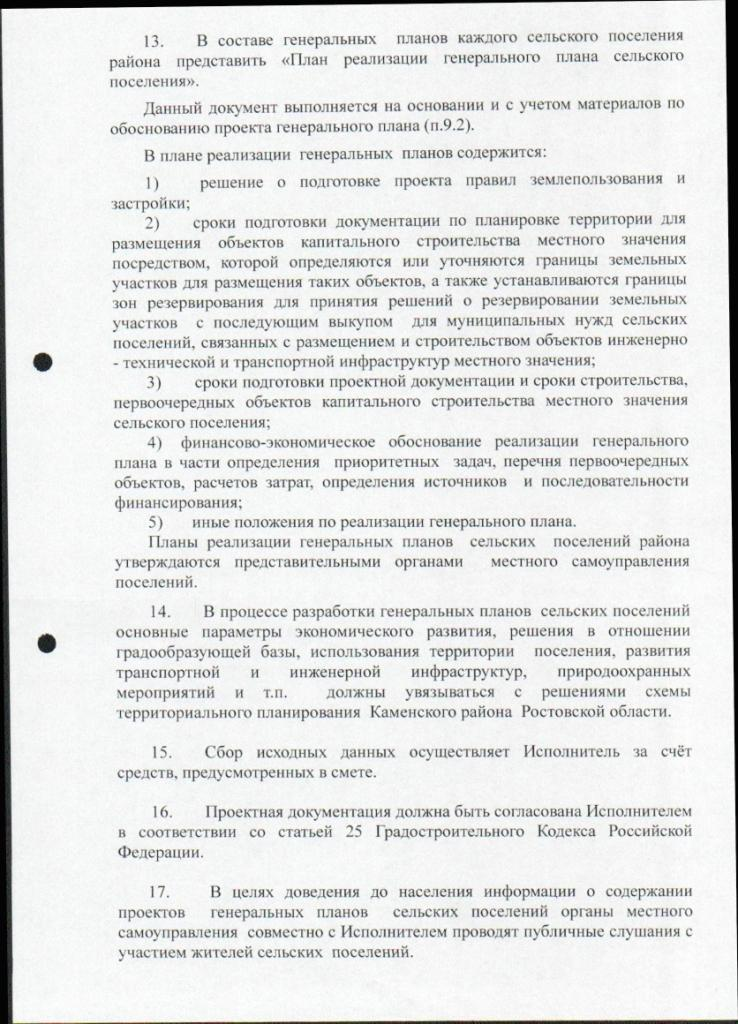 13. В составе генеральных планов каждого сельского поселения
района представить «План реализации генерального плана сельского
поселения».
Данный документ выполняется на основании и с учетом материалов по
обоснованию проекта генерального плана (п.9.2).
В плане реализации генеральных планов содержится:
1) решение о подготовке проекта правил землепользования и
застройки;
2) сроки подготовки документации по планировке территории для
размещения объектов капитального строительства местного значения
посредством, которой определяются или уточняются границы земельных
участков для размещения таких объектов, а также устанавливаются границы
зон резервирования для принятия решений о резервировании земельных
участков с последующим выкупом для муниципальных нужд сельских
поселений, связанных с размещением и строительством объектов инженерно
- технической и транспортной инфраструктур местного значения;
3) сроки подготовки проектной документации и сроки строительства,
первоочередных объектов капитального строительства местного значения
сельского поселения;
4) финансово-экономическое обоснование реализации генерального
плана в части определения приоритетных задач, перечня первоочередных
объектов, расчетов затрат, определения источников и последовательности
финансирования;
5) иные положения по реализации генерального плана.
Планы реализации генеральных планов сельских поселений района
утверждаются представительными органами местного самоуправления
поселений.
14. В процессе разработки генеральных планов сельских поселений
основные параметры экономического развития, решения в отношении
градообразующей базы, использования территории поселения, развития
транспортной и инженерной инфраструктур, природоохранных
мероприятий и т.п. должны увязываться с решениями схемы
территориального планирования Каменского района Ростовской области.
15. Сбор исходных данных осуществляет Исполнитель за счёт
средств, предусмотренных в смете.
16. Проектная документация должна быть согласована Исполнителем
в соответствии со статьей 25 Градостроительного Кодекса Российской
Федерации.
17. В целях доведения до населения информации о содержании
проектов генеральных планов сельских поселений органы местного
самоуправления совместно с Исполнителем проводят публичные слушания с
участием жителей сельских поселений.